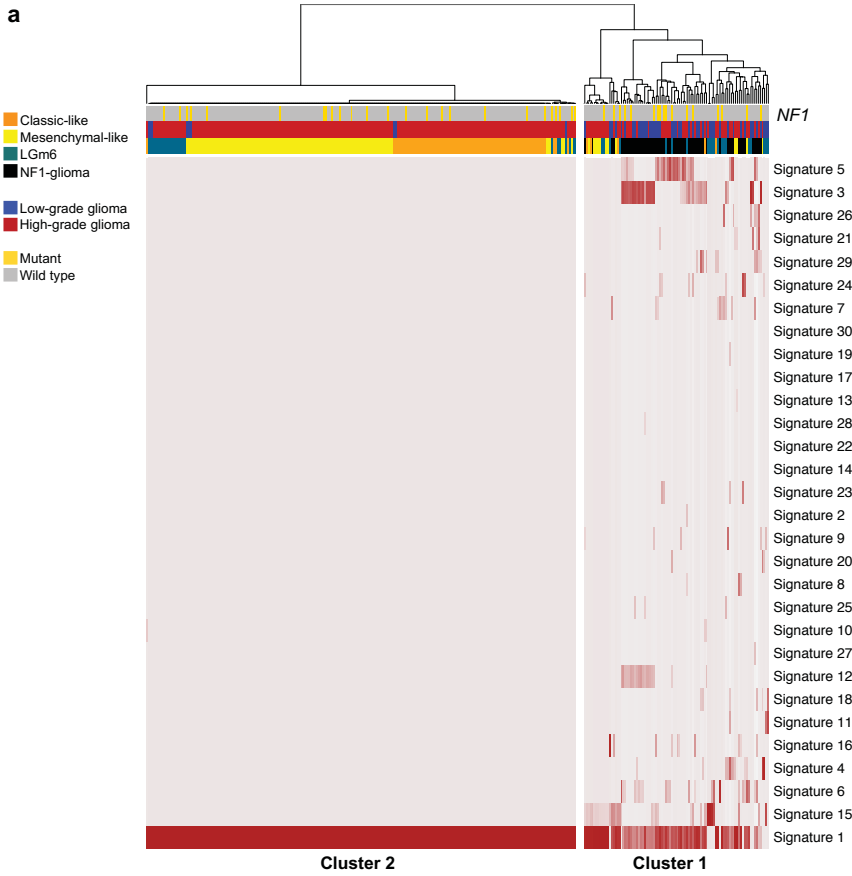 a
NF1
Classic-like
Mesenchymal-like
LGm6
NF1-glioma
Low-grade glioma
High-grade glioma
Mutant
Wild type
Signature 5
Signature 3
Signature 26
Signature 21
Signature 29
Signature 24
Signature 7
Signature 30
Signature 19
Signature 17
Signature 13
Signature 28
Signature 22
Signature 14
Signature 23
Signature 2
Signature 9
Signature 20
Signature 8
Signature 25
Signature 10
Signature 27
Signature 12
Signature 18
Signature 11
Signature 16
Signature 4
Signature 6
Signature 15
Signature 1
Cluster 2
Cluster 1